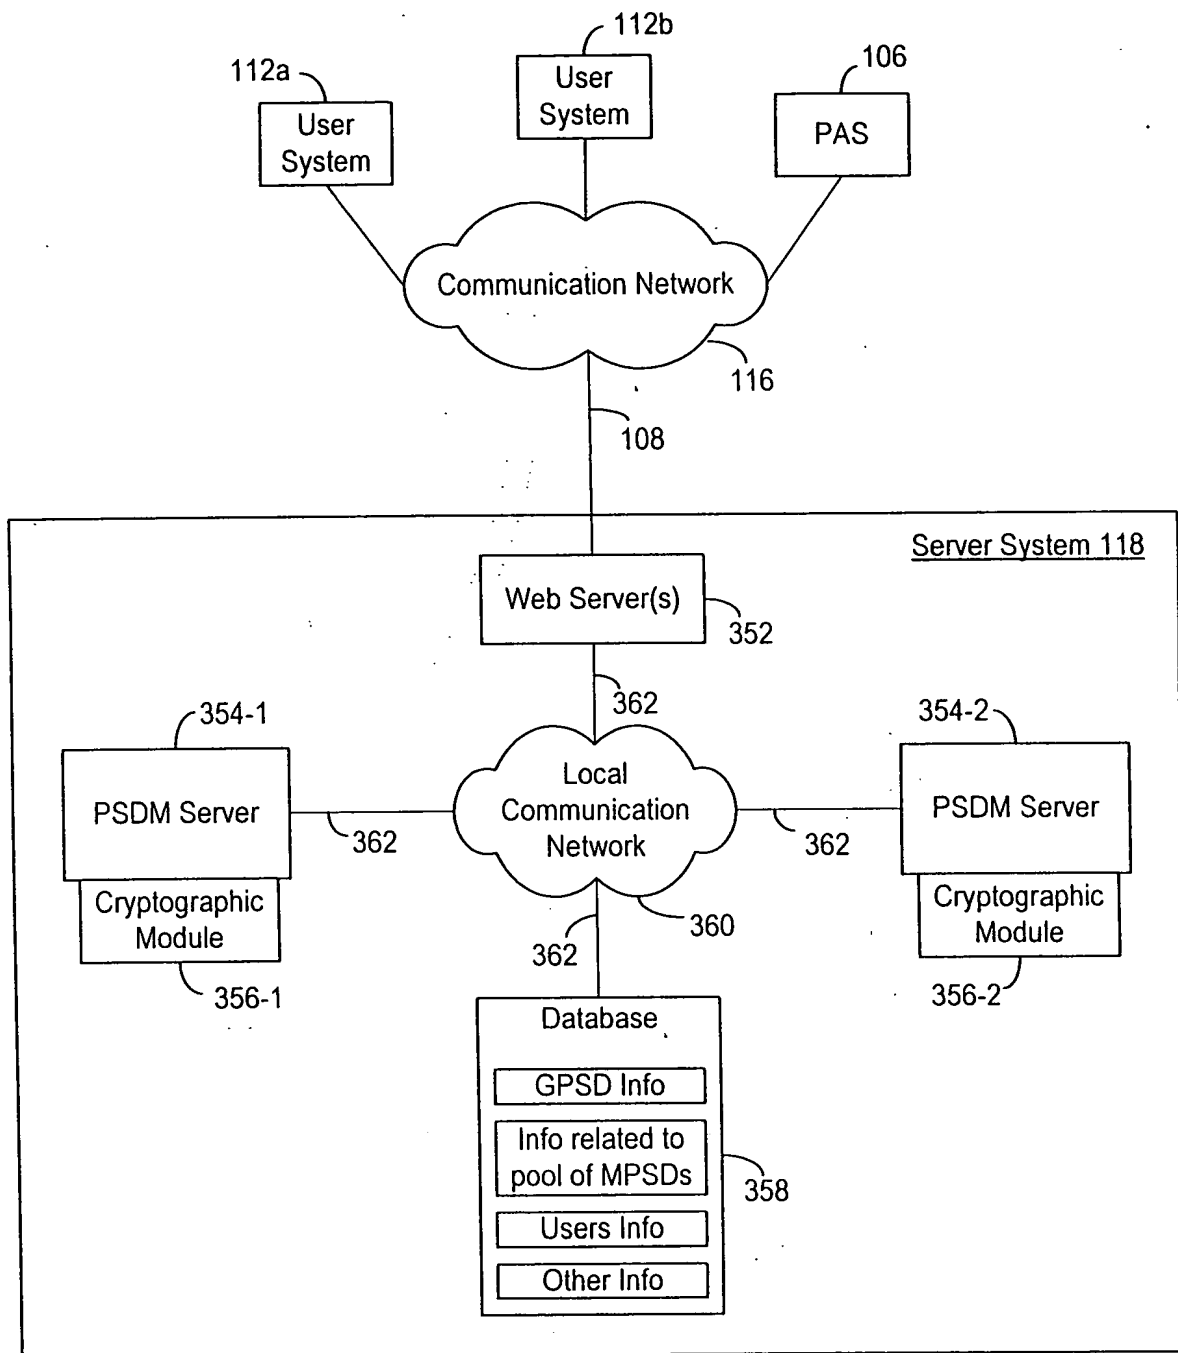 112b
106
112a
User
System
User
System
PAS
Communication Network
116
108
Server System 118
Web Server(s)
352
362
354-1
354-2
Local
Communication
Network
PSDM Server
PSDM Server
362
362
Cryptographic
Module
Cryptographic
Module
360
362
356-1
356-2
Database
GPSD Info
Info related to
pool of MPSDs
358
Users Info
Other Info